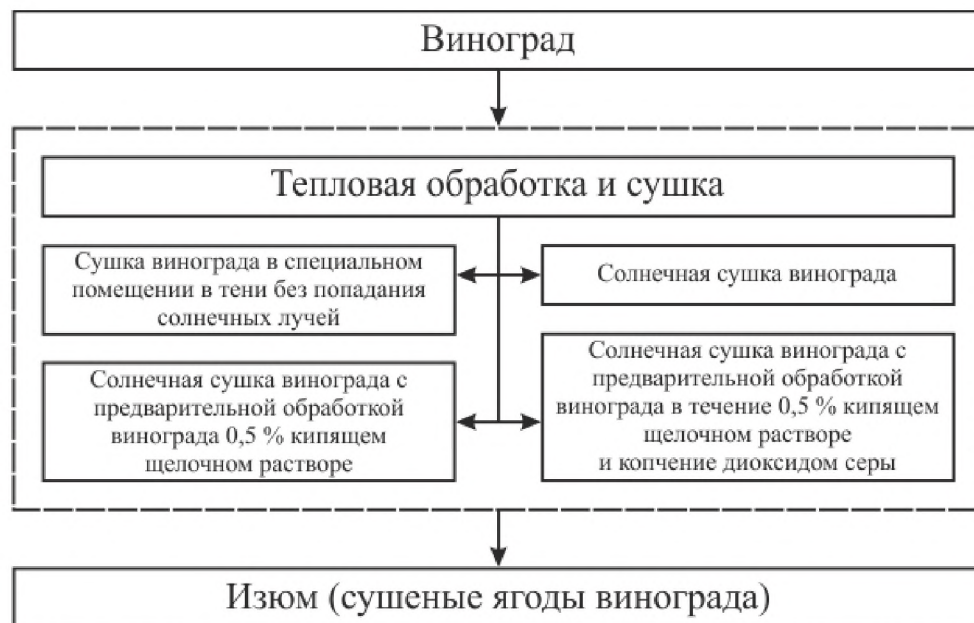 Виноград
Тепловая обработка и сушка
Сушка винограда в специальном
помещении в тени без попадания
солнечных лучей
Солнечная сушка винограда
Солнечная сушка винограда с
предварительной обработкой
винограда 0,5 % кипящем
щелочном растворе
Солнечная сушка винограда с
предварительной обработкой
винограда в течение 0,5 % кипящем
щелочном растворе
и копчение диоксидом серы
Изюм (сушеные ягоды винограда)